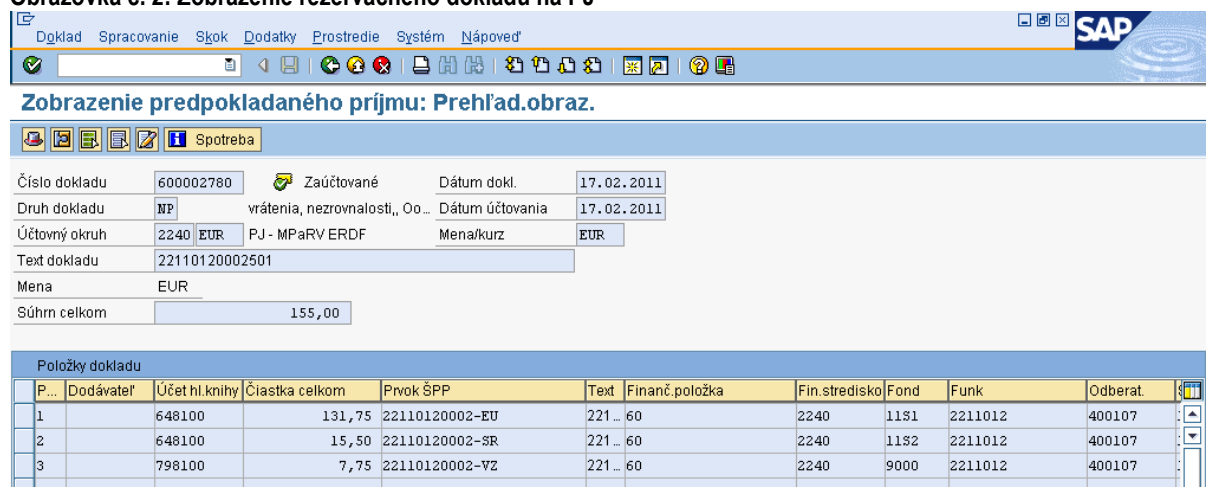 Obrazovka č. 2: Zobrazenie rezervačného dokladu na PJ
Doklad Spracovanie Skok Dodatky Prostredie Systém Nápoveď
SAP
Zobrazenie predpokladaného príjmu: Prehľad.obraz.
Spotreba
Číslo dokladu 600002780 Zaúčtované Dátum dokl. 17.02.2011
Druh dokladu NP vrátenia, nezrovnalosti,, Oo... Dátum účtovania 17.02.2011
Účtovný okruh 2240 EUR PJ - MPaRV ERDF Mena/kurz EUR
Text dokladu 22110120002501
Mena EUR
Súhrn celkom 155,00
Položky dokladu
P... Dodávateľ Účet hl.knihy Čiastka celkom Prvok ŠPP Text Finanč.položka Fin.stredisko Fond Funk Odberat.
1 648100 131,75 22110120002-EU 221... 60 2240 11S1 2211012 400107
2 648100 15,50 22110120002-SR 221... 60 2240 11S2 2211012 400107
3 798100 7,75 22110120002-VZ 221... 60 2240 9000 2211012 400107